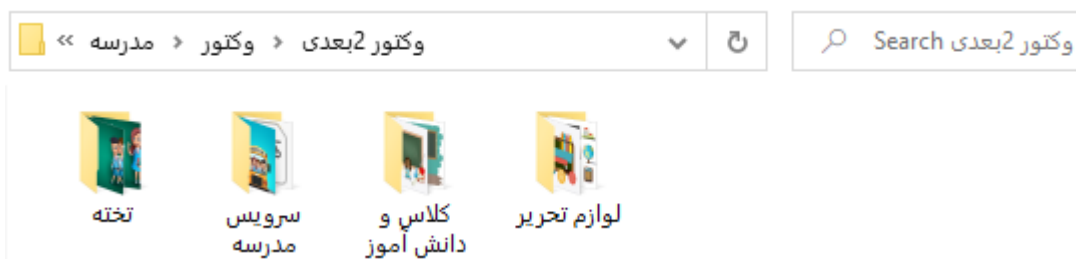 « مدرسه › وکتور › وکتور 2بعدی
Search وکتور 2بعدی
تخته
سرویس
مدرسه
کلاس و
دانش آموز
لوازم تحریر